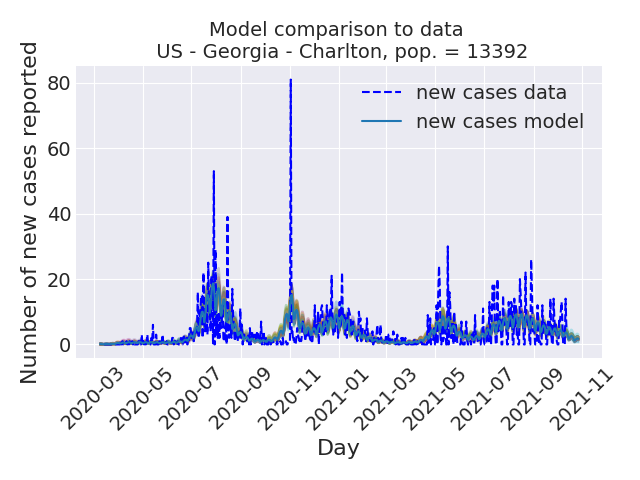 Model comparison to data
US - Georgia - Charlton, pop. = 13392
new cases data
new cases model
Number of new cases reported
80
60
40
20
0
2020-03
2020-05
2020-07
2020-09
2020-11
2021-01
2021-03
2021-05
2021-07
2021-09
2021-11
Day